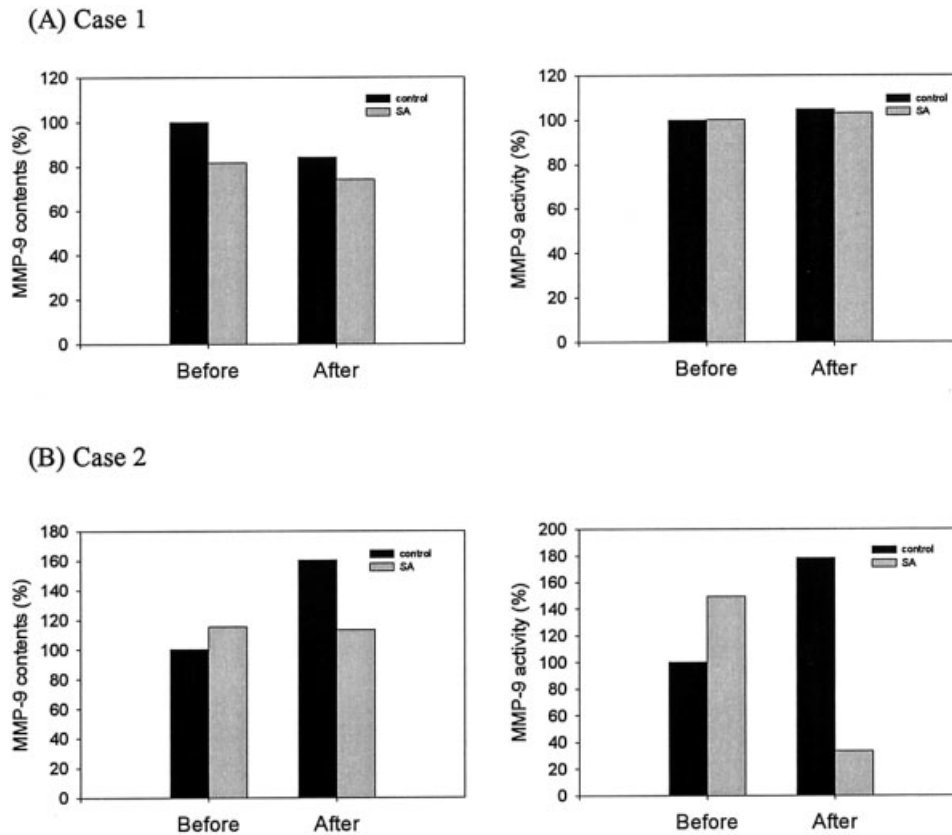 (A) Case 1
120
100
80
60
40
20
0
MMP-9 contents (%)
control
SA
Before After
120
100
80
60
40
20
0
MMP-9 activity (%)
control
SA
Before After
(B) Case 2
180
160
140
120
100
80
60
40
20
0
MMP-9 contents (%)
control
SA
Before After
200
180
160
140
120
100
80
60
40
20
0
MMP-9 activity (%)
control
SA
Before After